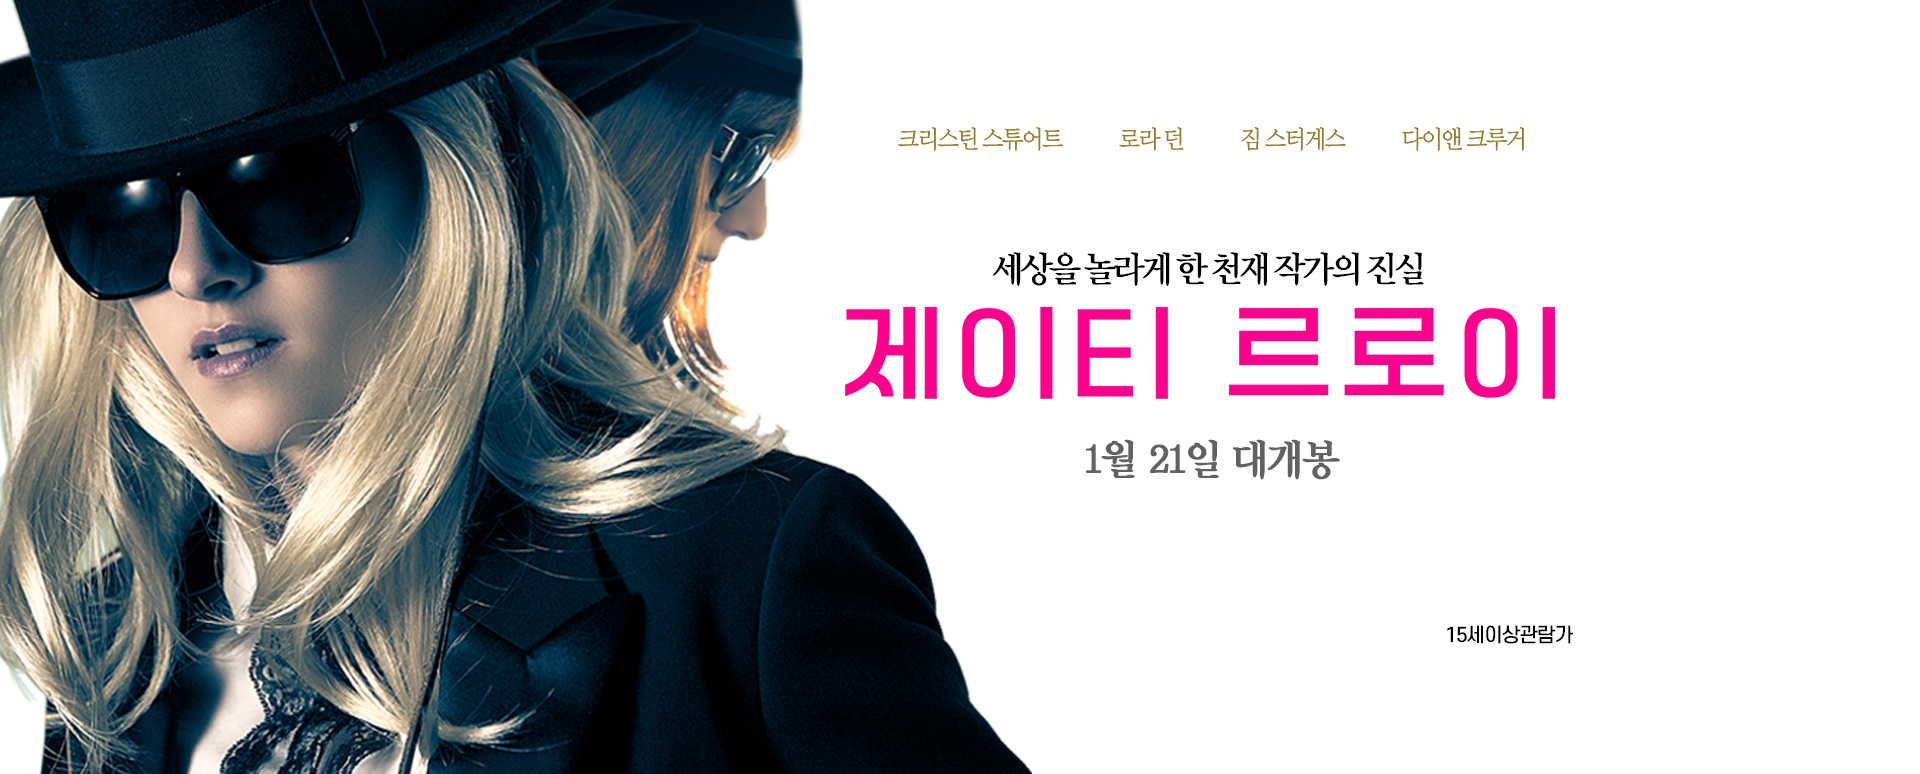 크리스틴 스튜어트 로라 던 짐 스터게스 다이앤 크루거
세상을 놀라게 한 천재 작가의 진실
제이티 르로이
1월 21일 대개봉
15세이상관람가